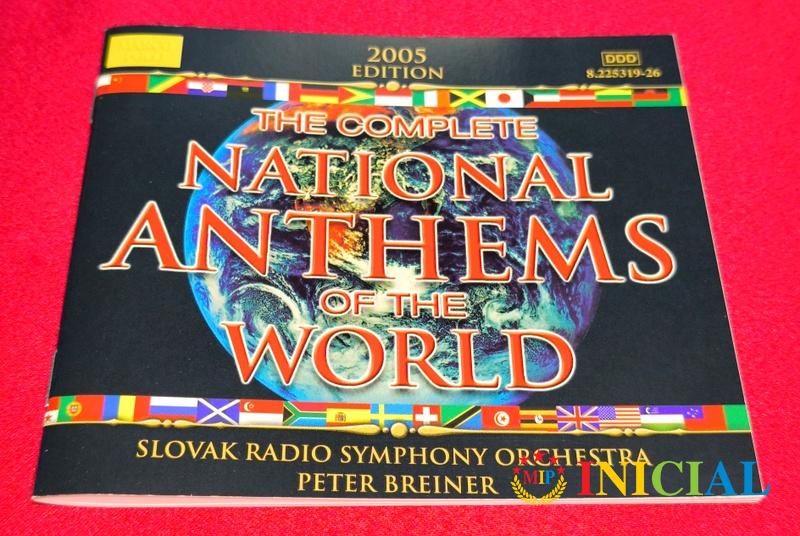 2005
EDITION
DDD
8.225319-26
THE COMPLETE
NATIONAL
ANTHEMS
OF THE
WORLD
SLOVAK RADIO SYMPHONY ORCHESTRA
PETER BREINER
MIP
INICIAL